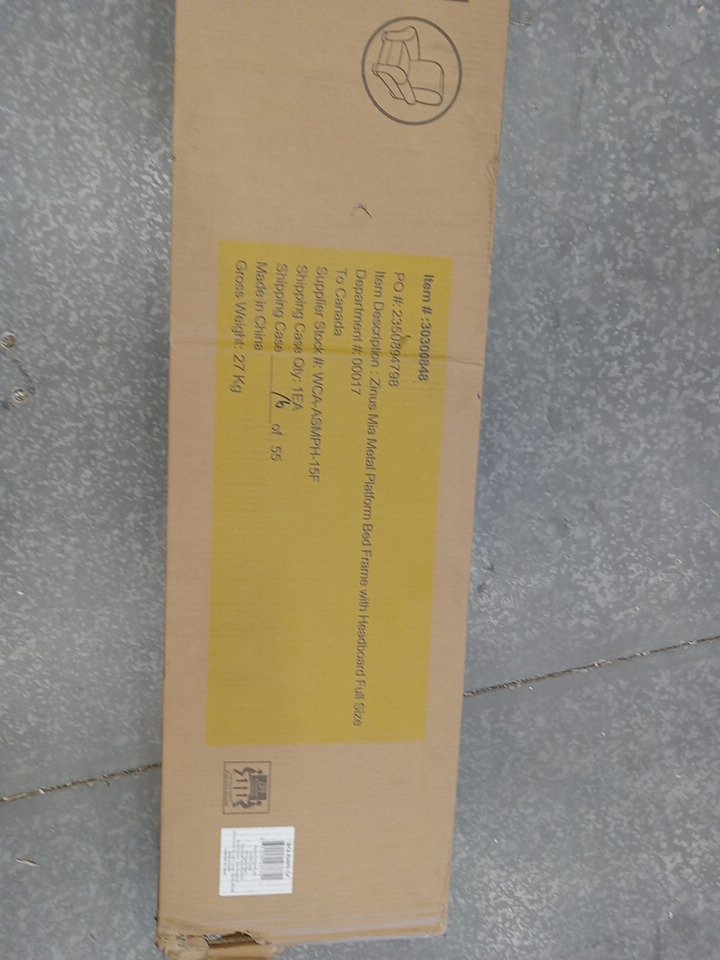 Item # :30300848
PO #: 2350894798
Item Description : Zinus Mia Metal Platform Bed Frame with Headboard Full Size
Department #: 00017
To Canada
Supplier Stock #: WCA-ASMPH-15F
Shipping Case Qty: 1EA
Shipping Case 16 of 55
Made in China
Gross Weight : 27 Kg